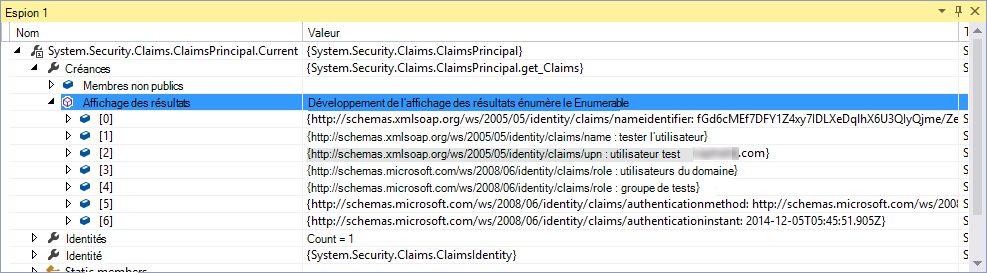 Espion 1
Nom Valeur
System.Security.Claims.ClaimsPrincipal.Current {System.Security.Claims.ClaimsPrincipal} S
Créances {System.Security.Claims.ClaimsPrincipal.get_Claims} S
Membres non publics
Affichage des résultats Développement de l'affichage des résultats énumère le Enumerable
[0] {http://schemas.xmlsoap.org/ws/2005/05/identity/claims/nameidentifier: S
[1] {http://schemas.xmlsoap.org/ws/2005/05/identity/claims/name : tester l'utilisateur} S
[2] {http://schemas.xmlsoap.org/ws/2005/05/identity/claims/upn : utilisateur test .com} S
[3] {http://schemas.microsoft.com/ws/2008/06/identity/claims/role : utilisateurs du domaine} S
[4] {http://schemas.microsoft.com/ws/2008/06/identity/claims/role : groupe de tests} S
[5] {http://schemas.microsoft.com/ws/2008/06/identity/claims/authenticationmethod: http://schemas.microsoft.com/ws/200 S
[6] {http://schemas.microsoft.com/ws/2008/06/identity/claims/authenticationinstant: 2014-12-05T05:45:51.905Z} S
Identités Count = 1 S
Identité {System.Security.Claims.ClaimsIdentity} S
Static members S